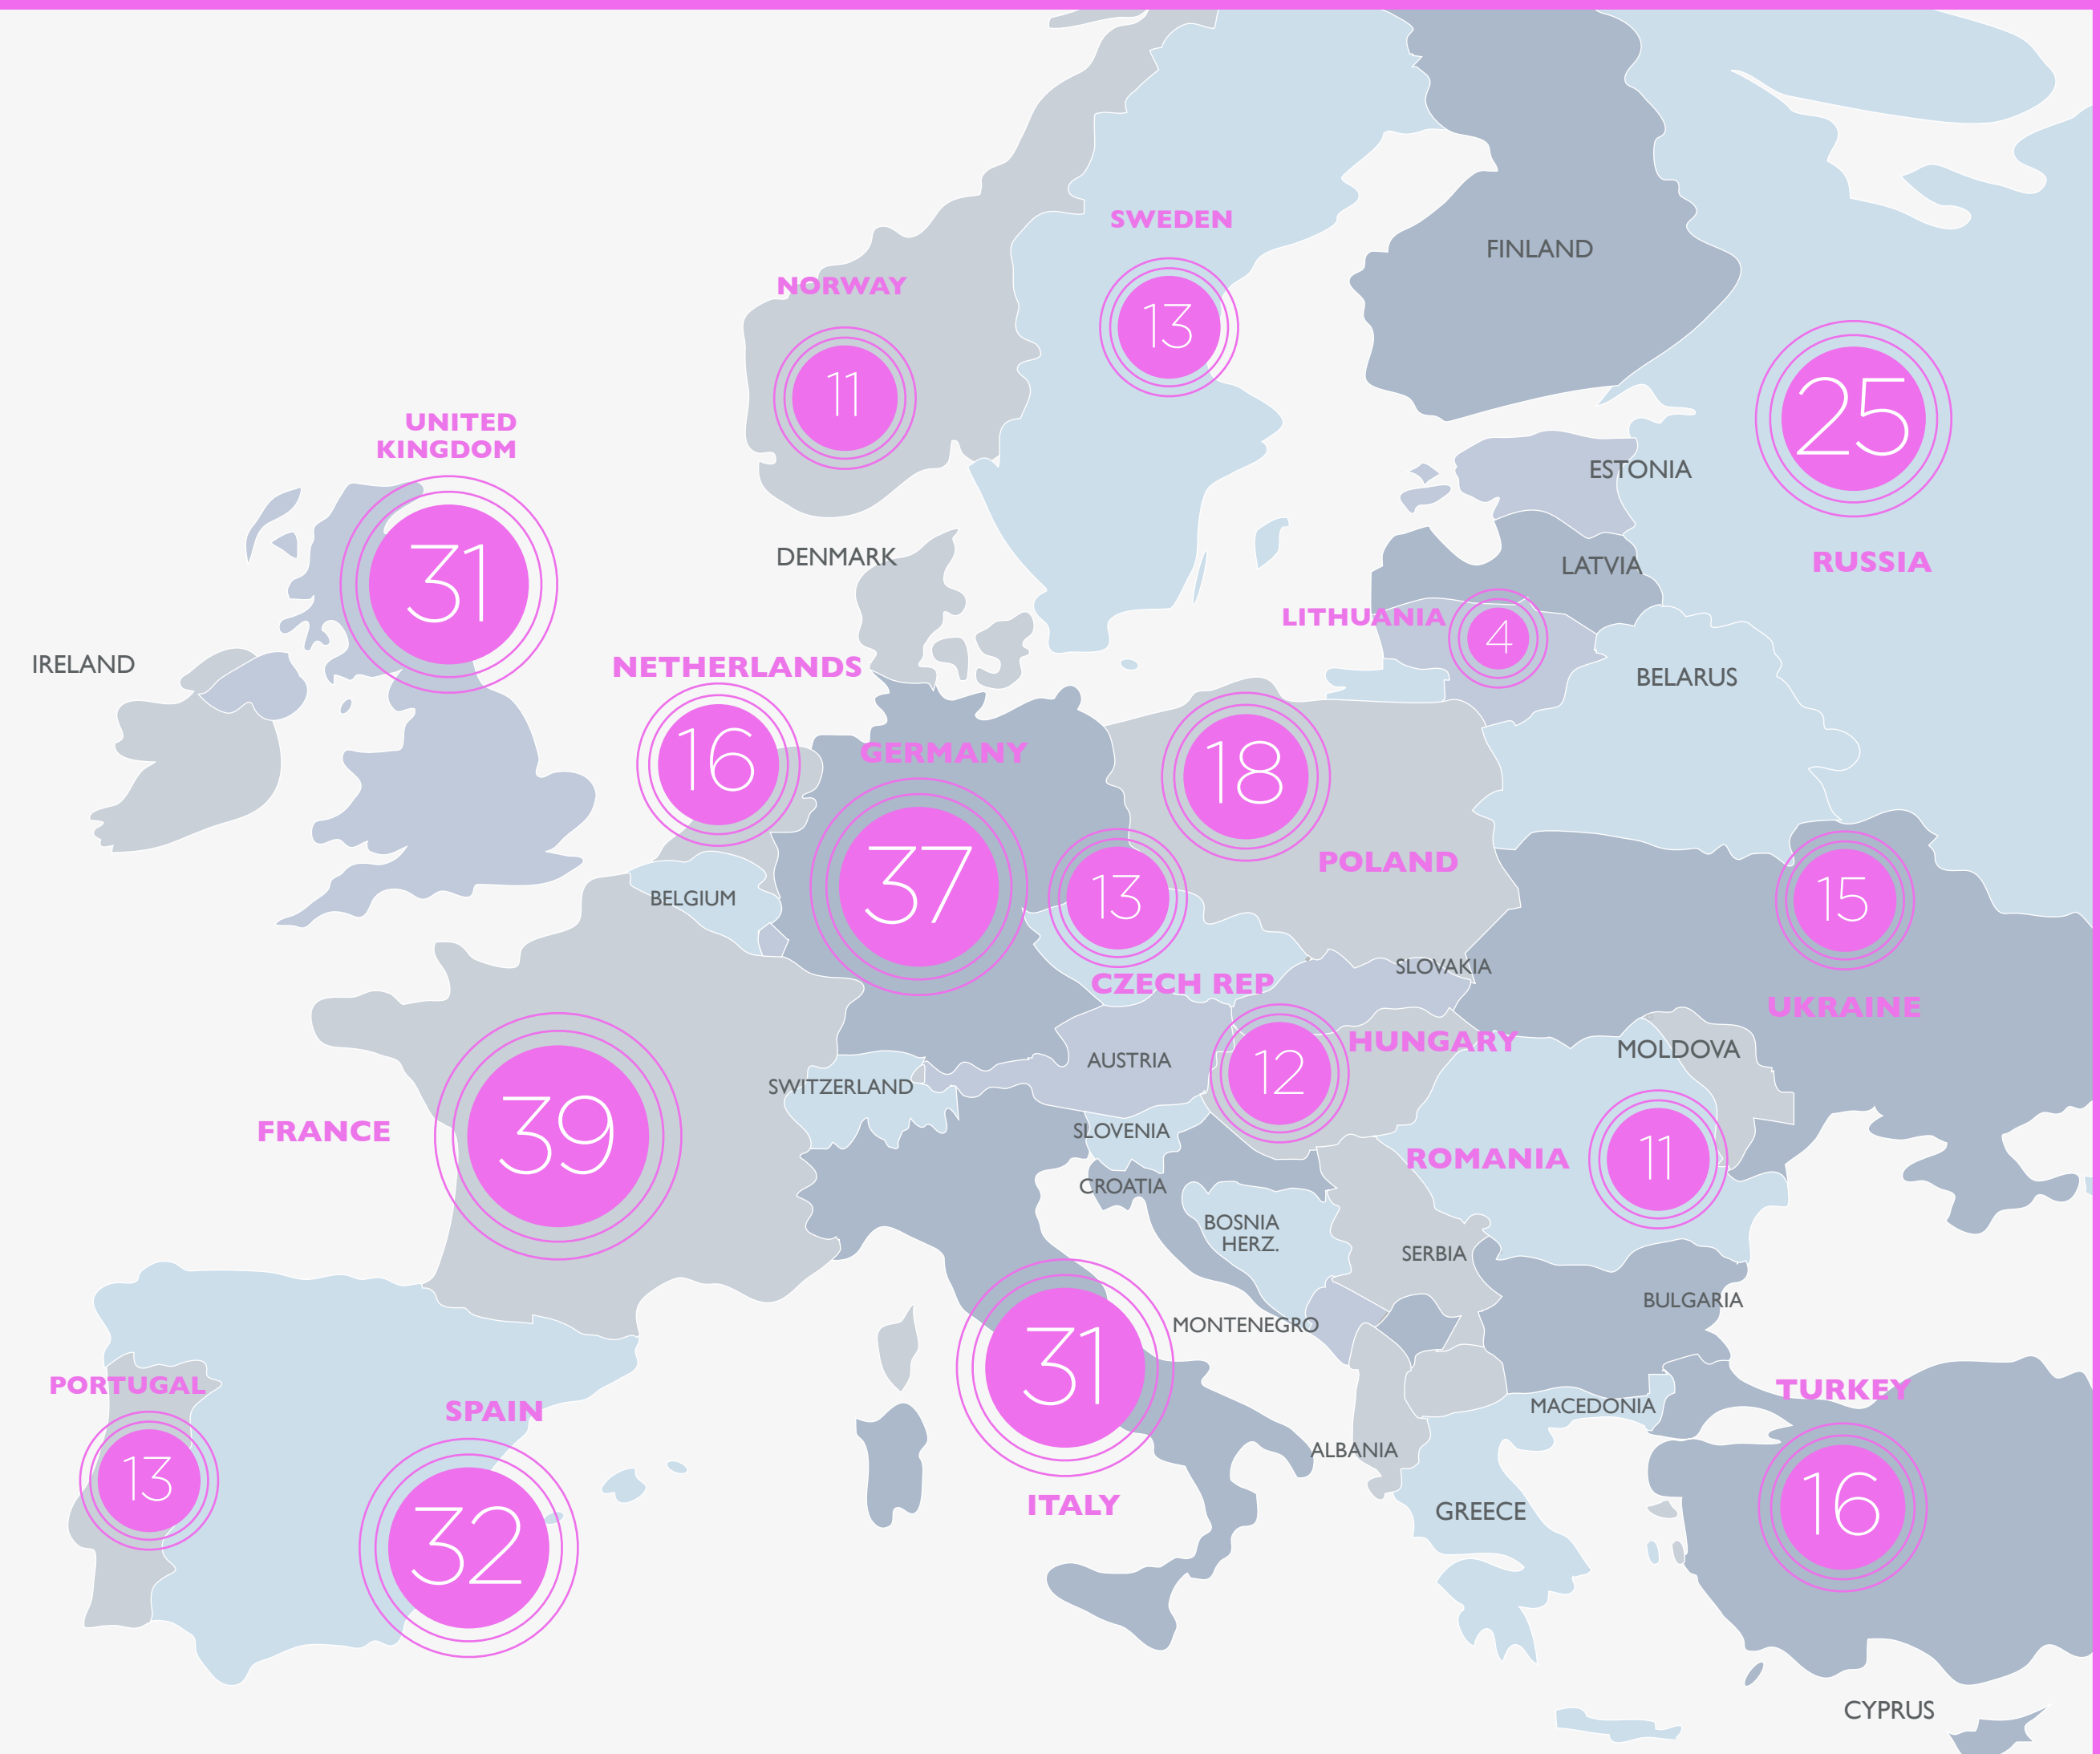 SWEDEN
13
FINLAND
NORWAY
11
25
RUSSIA
UNITED
KINGDOM
31
ESTONIA
DENMARK
LATVIA
LITHUANIA
4
IRELAND
NETHERLANDS
16
BELARUS
GERMANY
37
18
POLAND
13
CZECH REP
15
UKRAINE
BELGIUM
SLOVAKIA
HUNGARY
12
MOLDOVA
AUSTRIA
SWITZERLAND
FRANCE
39
SLOVENIA
ROMANIA
11
CROATIA
BOSNIA
HERZ.
SERBIA
BULGARIA
MONTENEGRO
31
ITALY
PORTUGAL
13
SPAIN
32
TURKEY
16
MACEDONIA
ALBANIA
GREECE
CYPRUS